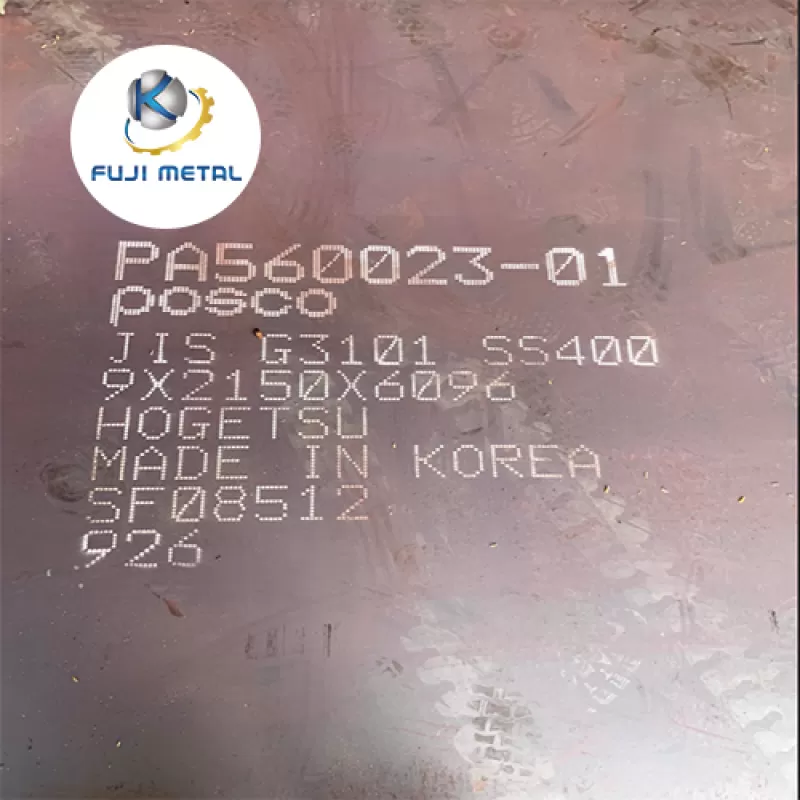 K
FUJI METAL
PA560023-01
posco
JIS G3101 SS400
9X2150X6096
HOGETSU
MADE IN KOREA
SF08512
926